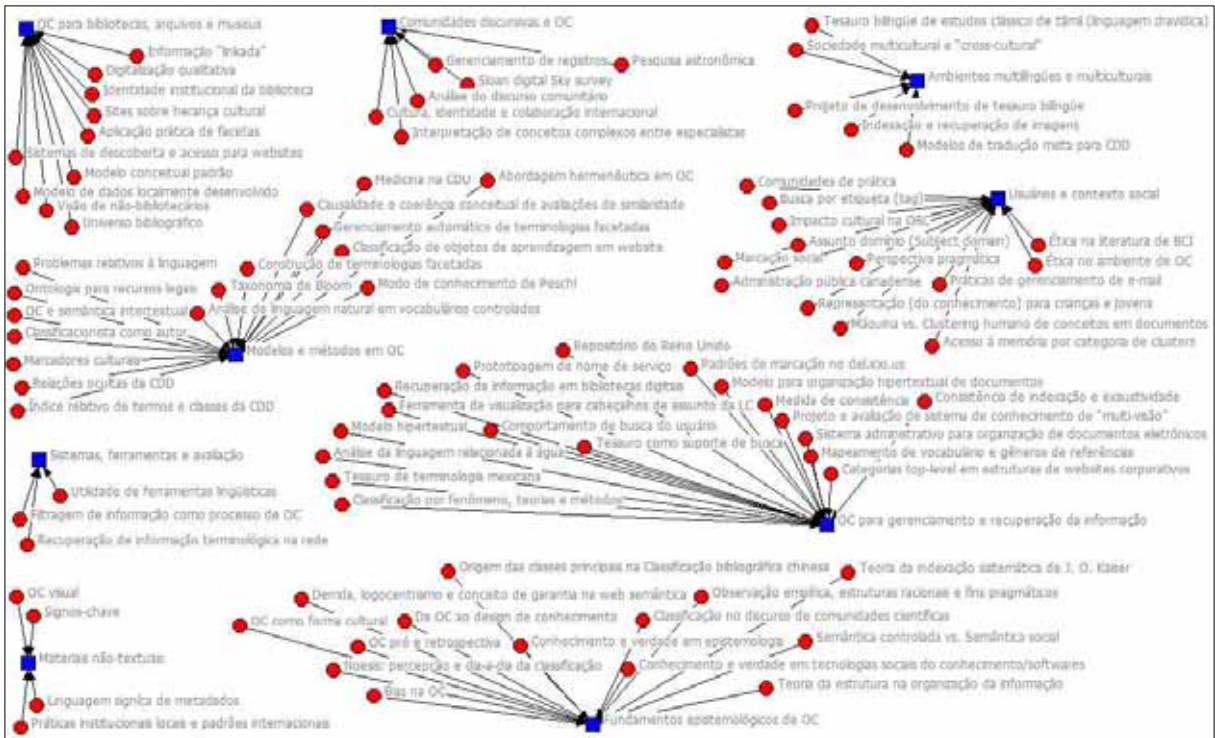 OC para bibliotecas, arquivos e museus
Informação "linkada"
Digitalização qualitativa
Identidade institucional da biblioteca
Sites sobre herança cultural
Aplicação prática de facetas
Sistemas de descoberta e acesso para websites
Modelo conceitual padrão
Modelo de dados localmente desenvolvido
Visão de não-bibliotecários
Universo bibliográfico
Comunidades discursivas e OC
Gerenciamento de registros
Pesquisa astronômica
Sloan digital Sky survey
Análise do discurso comunitário
Cultura, identidade e colaboração internacional
Interpretação de conceitos complexos entre especialistas
Tesauro bilíngüe de estudos clássico de tâmil (linguagem dravídica)
Sociedade multicultural e "cross-cultural"
Ambientes multilíngües e multiculturais
Projeto de desenvolvimento de tesauro bilíngüe
Indexação e recuperação de imagens
Modelos de tradução meta para CDD
Medicina na CDU
Abordagem hermenêutica em OC
Causalidade e coerência conceitual de avaliações de similaridade
Gerenciamento automático de terminologias facetadas
Classificação de objetos de aprendizagem em website
Problemas relativos à linguagem
Construção de terminologias facetadas
Ontologia para recursos legais
Taxonomia de Bloom
Modo de conhecimento de Peschl
OC e semântica intertextual
Análise de linguagem natural em vocabulários controlados
Classificacionista como autor
Modelos e métodos em OC
Marcadores culturais
Relações ocultas da CDD
Índice relativo de termos e classes da CDD
Comunidades de prática
Busca por etiqueta (tag)
Usuários e contexto social
Impacto cultural na ORC
Assunto domínio (Subject domain)
Ética na literatura de BCI
Marcação social
Perspectiva pragmática
Ética no ambiente de OC
Administração pública canadense
Práticas de gerenciamento de e-mail
Representação (do conhecimento) para crianças e jovens
Máquina vs. Clustering humano de conceitos em documentos
Acesso à memória por categoria de clusters
Repositório do Reino Unido
Prototipagem de nome de serviço
Padrões de marcação no del.icio.us
Recuperação da informação em bibliotecas digitais
Modelo para organização hipertextual de documentos
Ferramenta de visualização para cabeçalhos de assunto da LC
Medida de consistência
Consistência de indexação e exaustividade
Projeto e avaliação de sistema de conhecimento de "multi-visão"
Modelo hipertextual
Comportamento de busca do usuário
Sistema administrativo para organização de documentos eletrônicos
Tesauro como suporte de busca
Análise da linguagem relacionada à água
Mapeamento de vocabulário e gêneros de referências
Categorias top-level em estruturas de websites corporativos
Tesauro de terminologia mexicana
Classificação por fenômeno, teorias e métodos
OC para gerenciamento e recuperação da informação
Sistemas, ferramentas e avaliação
Utilidade de ferramentas lingüísticas
Filtragem de informação como processo de OC
Recuperação de informação terminológica na rede
OC visual
Signos-chave
Materiais não-textuais
Linguagem sígnica de metadados
Práticas institucionais locais e padrões internacionais
Origem das classes principais na Classificação bibliográfica chinesa
Teoria da indexação sistemática de J. O. Kaiser
Derrida, logocentrismo e conceito de garantia na web semântica
Observação empírica, estruturas racionais e fins pragmáticos
OC como forma cultural
Da OC ao design de conhecimento
Classificação no discurso de comunidades científicas
OC pré e retrospectiva
Conhecimento e verdade em epistemologia
Semântica controlada vs. Semântica social
Noesis: percepção e dia-a-dia da classificação
Conhecimento e verdade em tecnologias sociais do conhecimento/softwares
Bias na OC
Teoria da estrutura na organização da informação
Fundamentos epistemológicos de OC